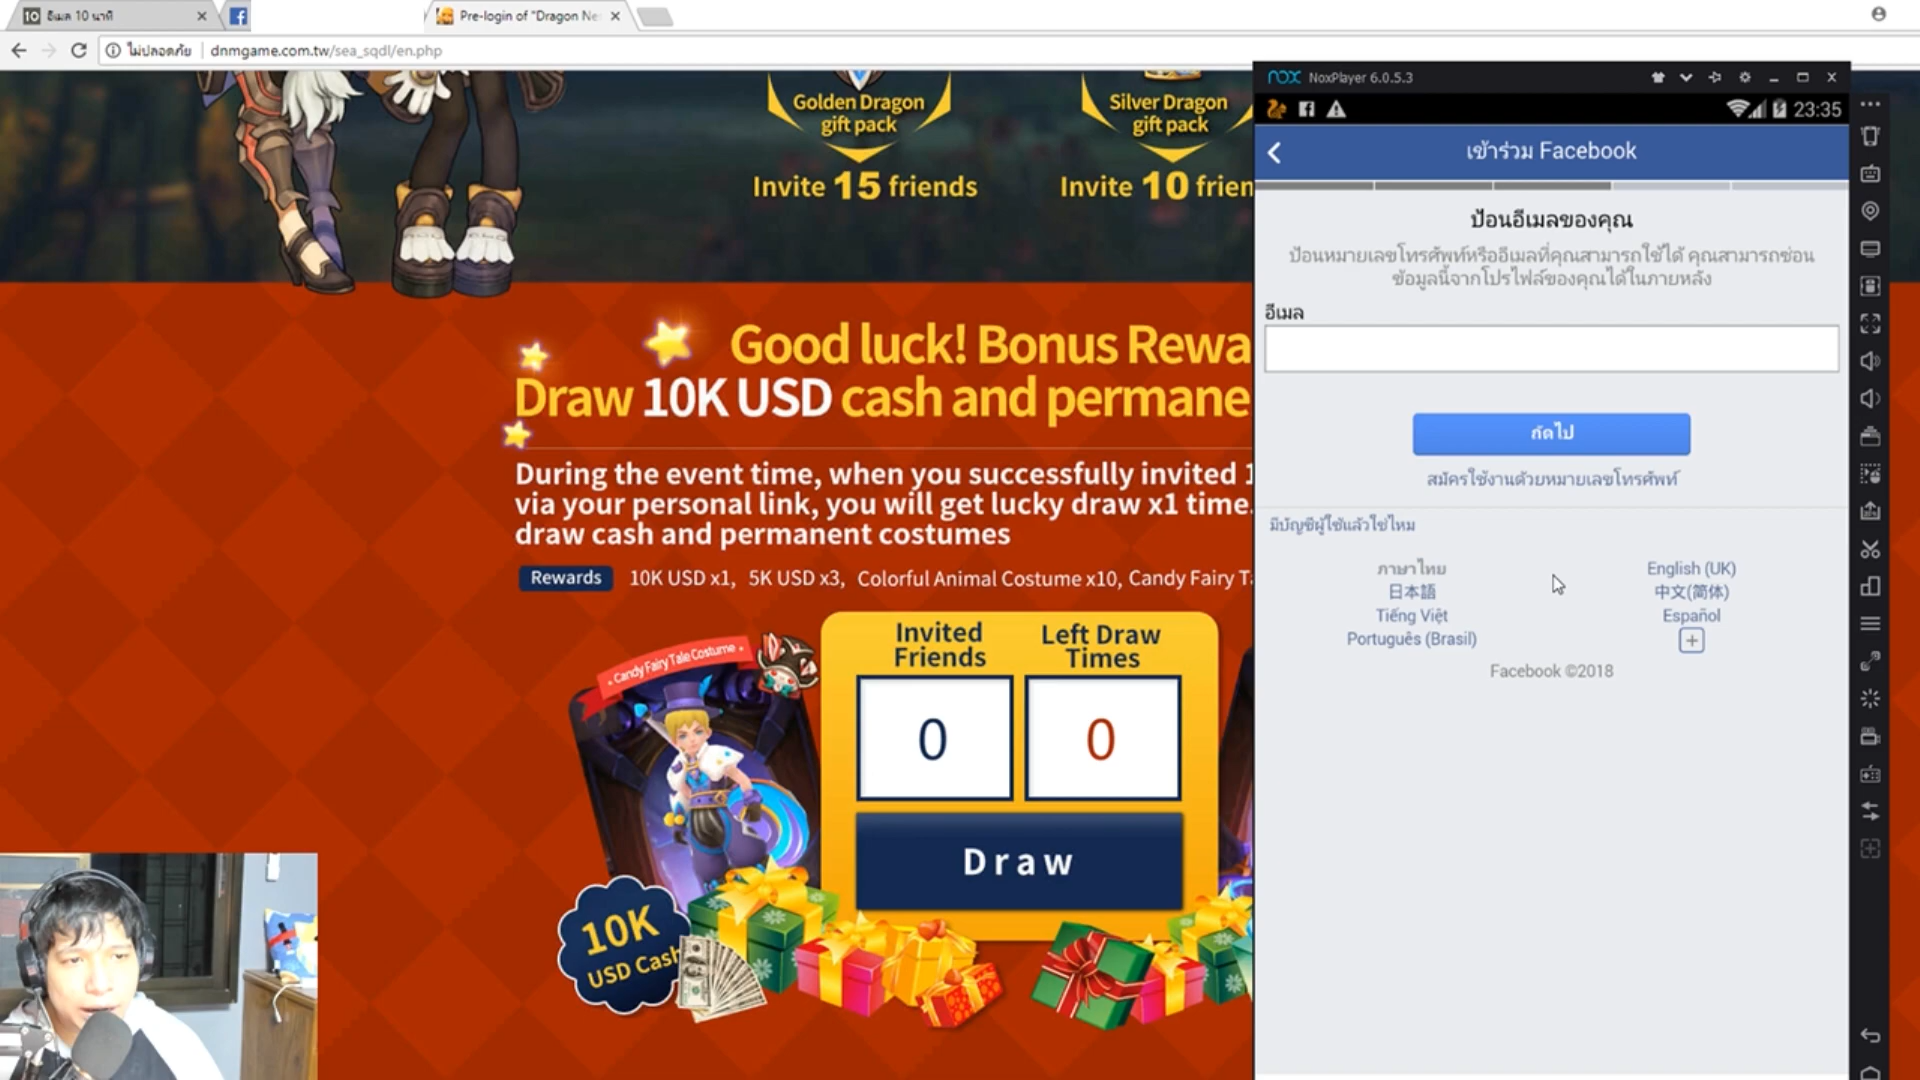 อีเมล 10 นาที
Pre-login of "Dragon Ne
ไม่ปลอดภัย
dnmgame.com.tw/sea_sqdl/en.php
Golden Dragon
gift pack
Invite 15 friends
Silver Dragon
gift pack
Invite 10 frien
Good luck! Bonus Rewa
Draw 10K USD cash and permane
During the event time, when you successfully invited 1
via your personal link, you will get lucky draw x1 time.
draw cash and permanent costumes
Rewards
10K USD x1, 5K USD x3, Colorful Animal Costume x10, Candy Fairy Ta
• Candy Fairy Tale Costume •
Invited
Friends
Left Draw
Times
0
0
Draw
10K
USD Cash
nox NoxPlayer 6.0.5.3
23:35
เข้าร่วม Facebook
ป้อนอีเมลของคุณ
ป้อนหมายเลขโทรศัพท์หรืออีเมลที่คุณสามารถใช้ได้ คุณสามารถซ่อน
ข้อมูลนี้จากโปรไฟล์ของคุณได้ในภายหลัง
อีเมล
ถัดไป
สมัครใช้งานด้วยหมายเลขโทรศัพท์
มีบัญชีผู้ใช้แล้วใช่ไหม
ภาษาไทย
English (UK)
日本語
中文(简体)
Tiếng Việt
Español
Português (Brasil)
Facebook ©2018